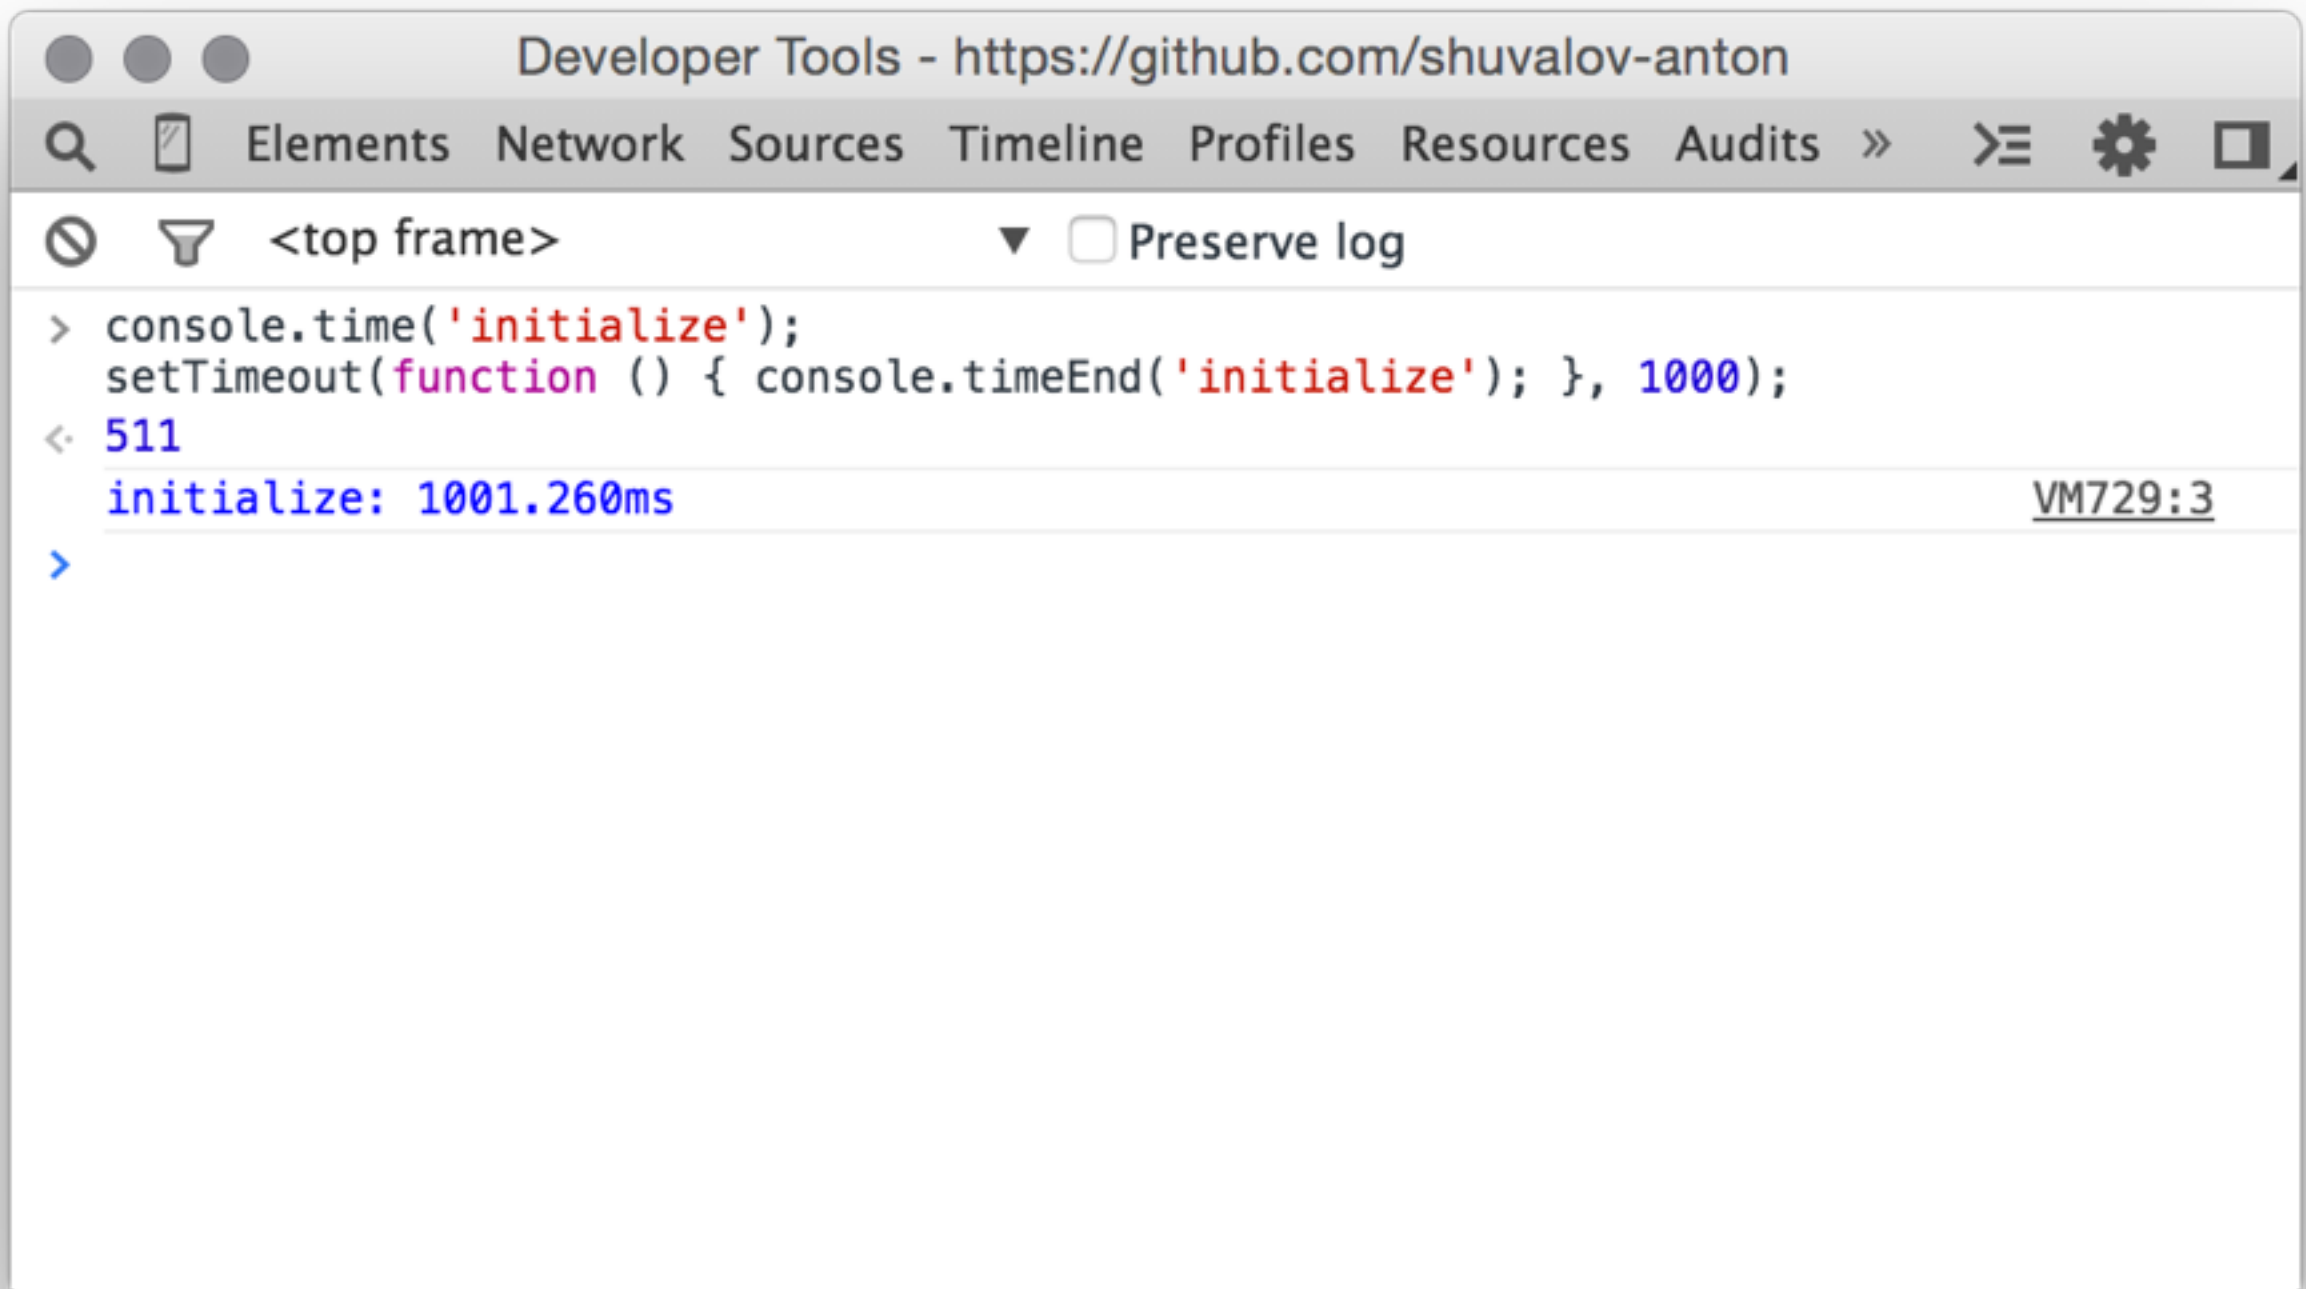 Developer Tools - https://github.com/shuvalov-anton
Elements Network Sources Timeline Profiles Resources Audits »
<top frame> ▼ Preserve log
> console.time('initialize');
setTimeout(function () { console.timeEnd('initialize'); }, 1000);
511
initialize: 1001.260ms VM729:3
>